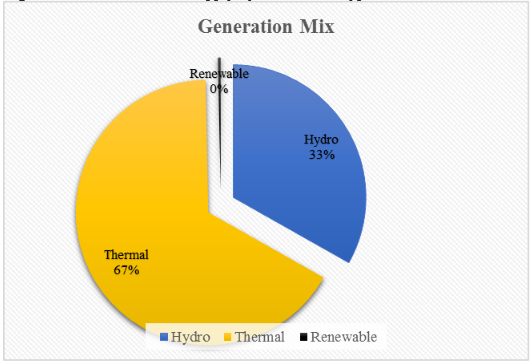 Generation Mix
Renewable
0%
Hydro
33%
Thermal
67%
Hydro Thermal Renewable